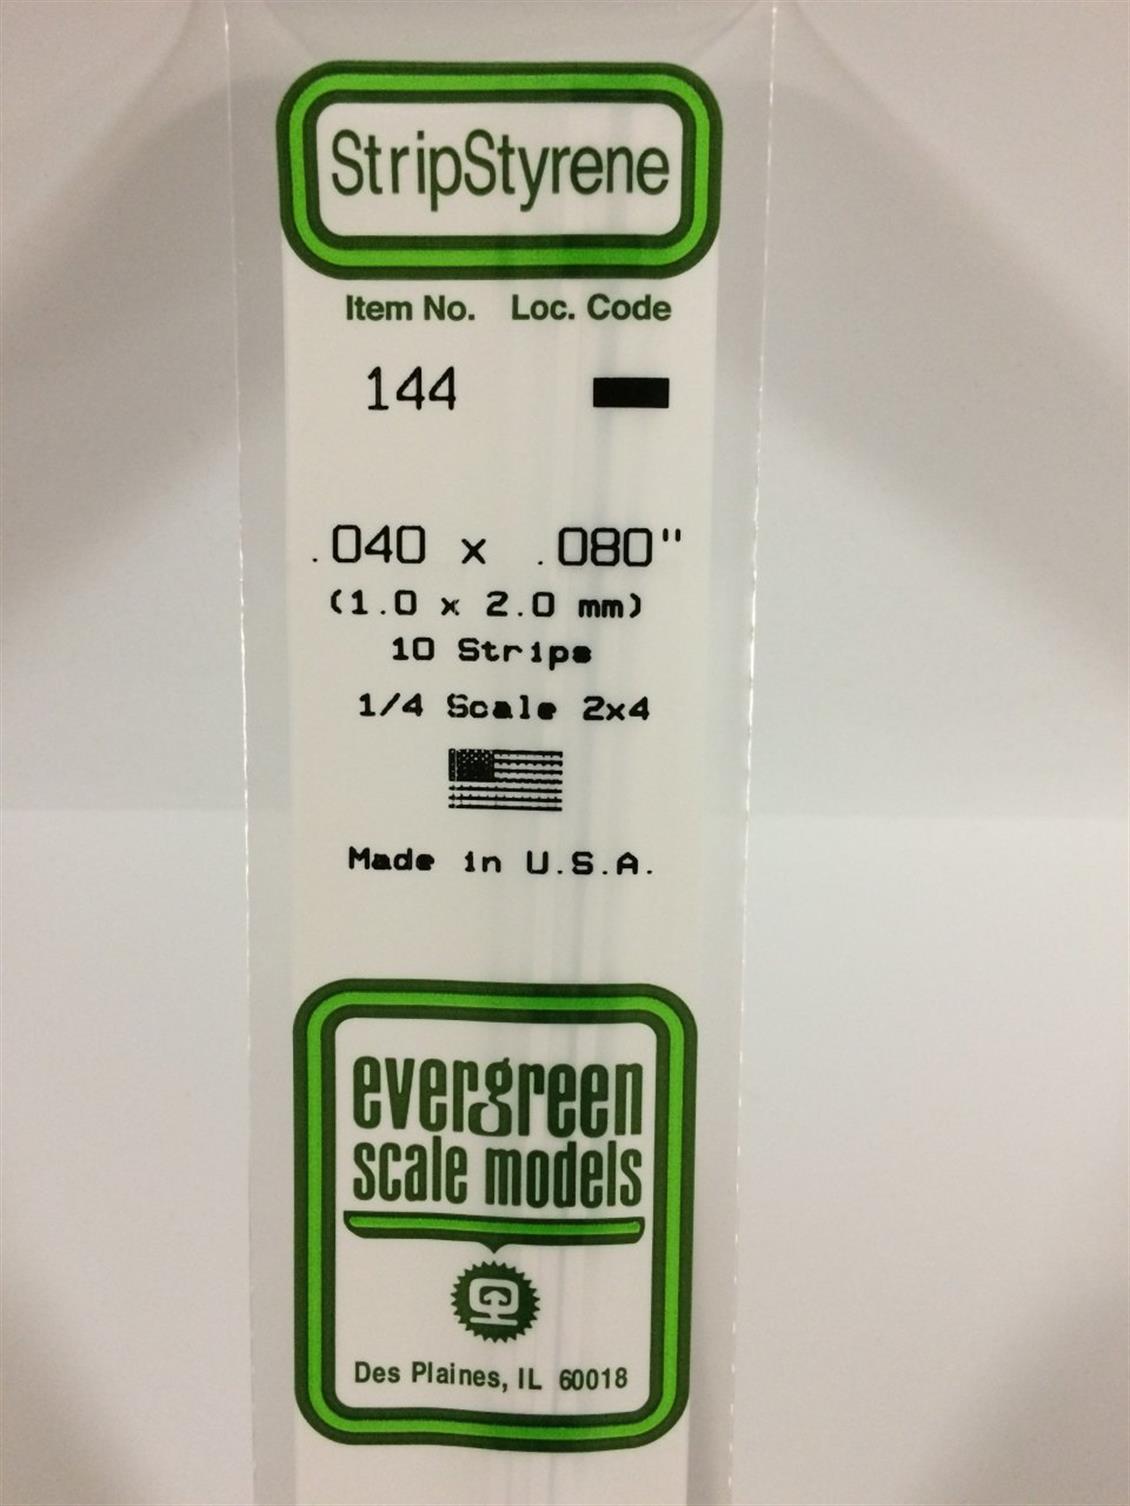 StripStyrene
Item No. Loc. Code
144
.040 x .080"
(1.0 x 2.0 mm)
10 Strips
1/4 Scale 2x4
Made in U.S.A.
evergreen
scale models
Des Plaines, IL 60018